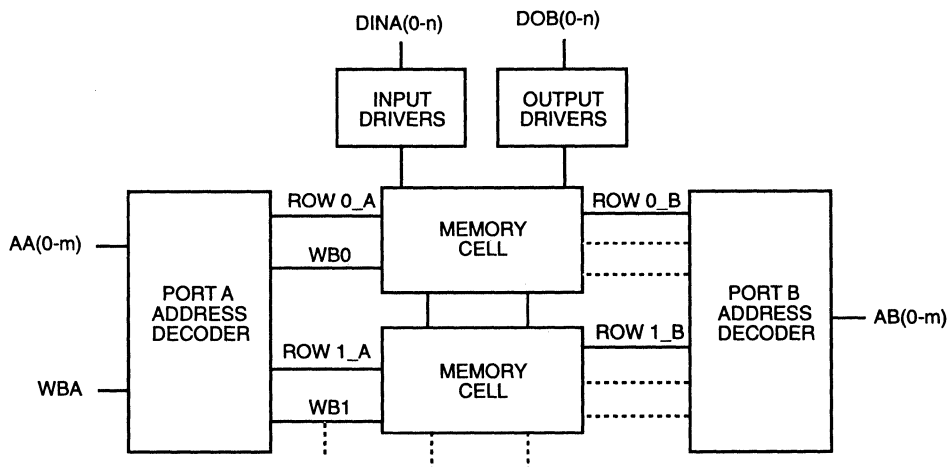 DINA(0-n)
DOB(0-n)
INPUT
DRIVERS
OUTPUT
DRIVERS
ROW 0_A
MEMORY
CELL
ROW 0_B
AA(0-m)
WB0
PORT A
ADDRESS
DECODER
PORT B
ADDRESS
DECODER
AB(0-m)
ROW 1_A
MEMORY
CELL
ROW 1_B
WBA
WB1